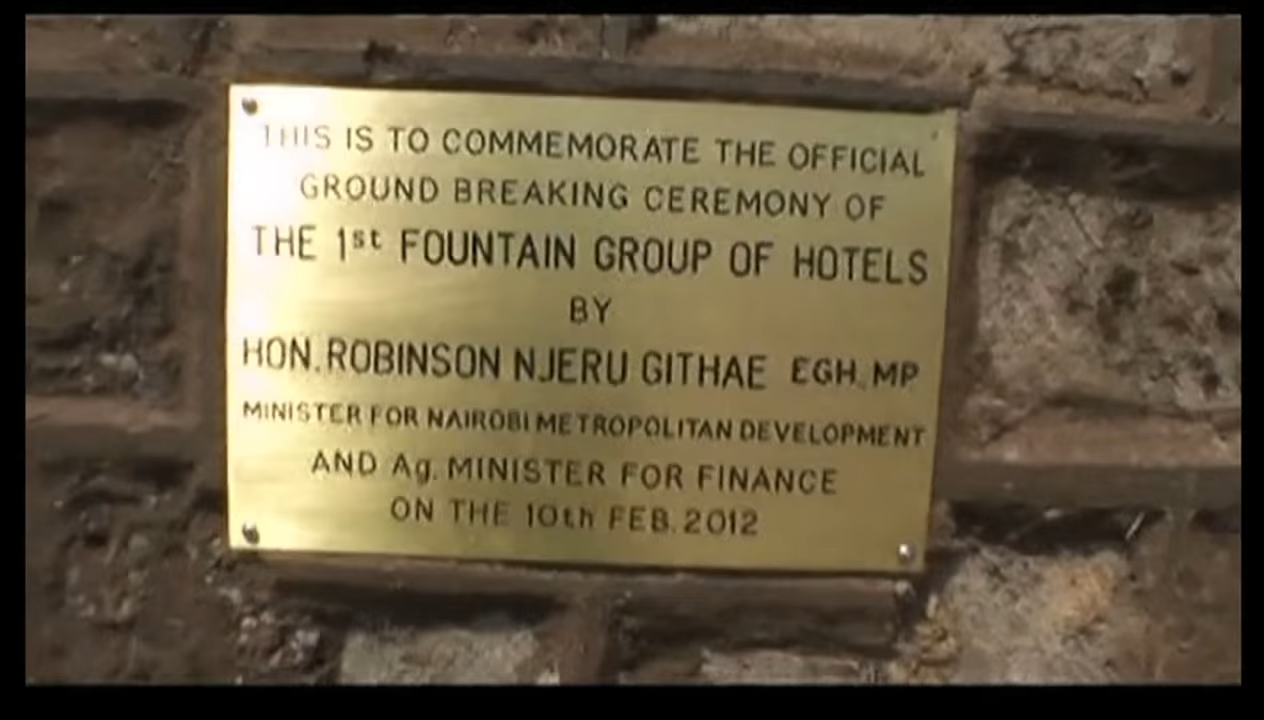 THIS IS TO COMMEMORATE THE OFFICIAL
GROUND BREAKING CEREMONY OF
THE 1st FOUNTAIN GROUP OF HOTELS
BY
HON. ROBINSON NJERU GITHAE EGH, MP
MINISTER FOR NAIROBI METROPOLITAN DEVELOPMENT
AND Ag. MINISTER FOR FINANCE
ON THE 10th FEB. 2012